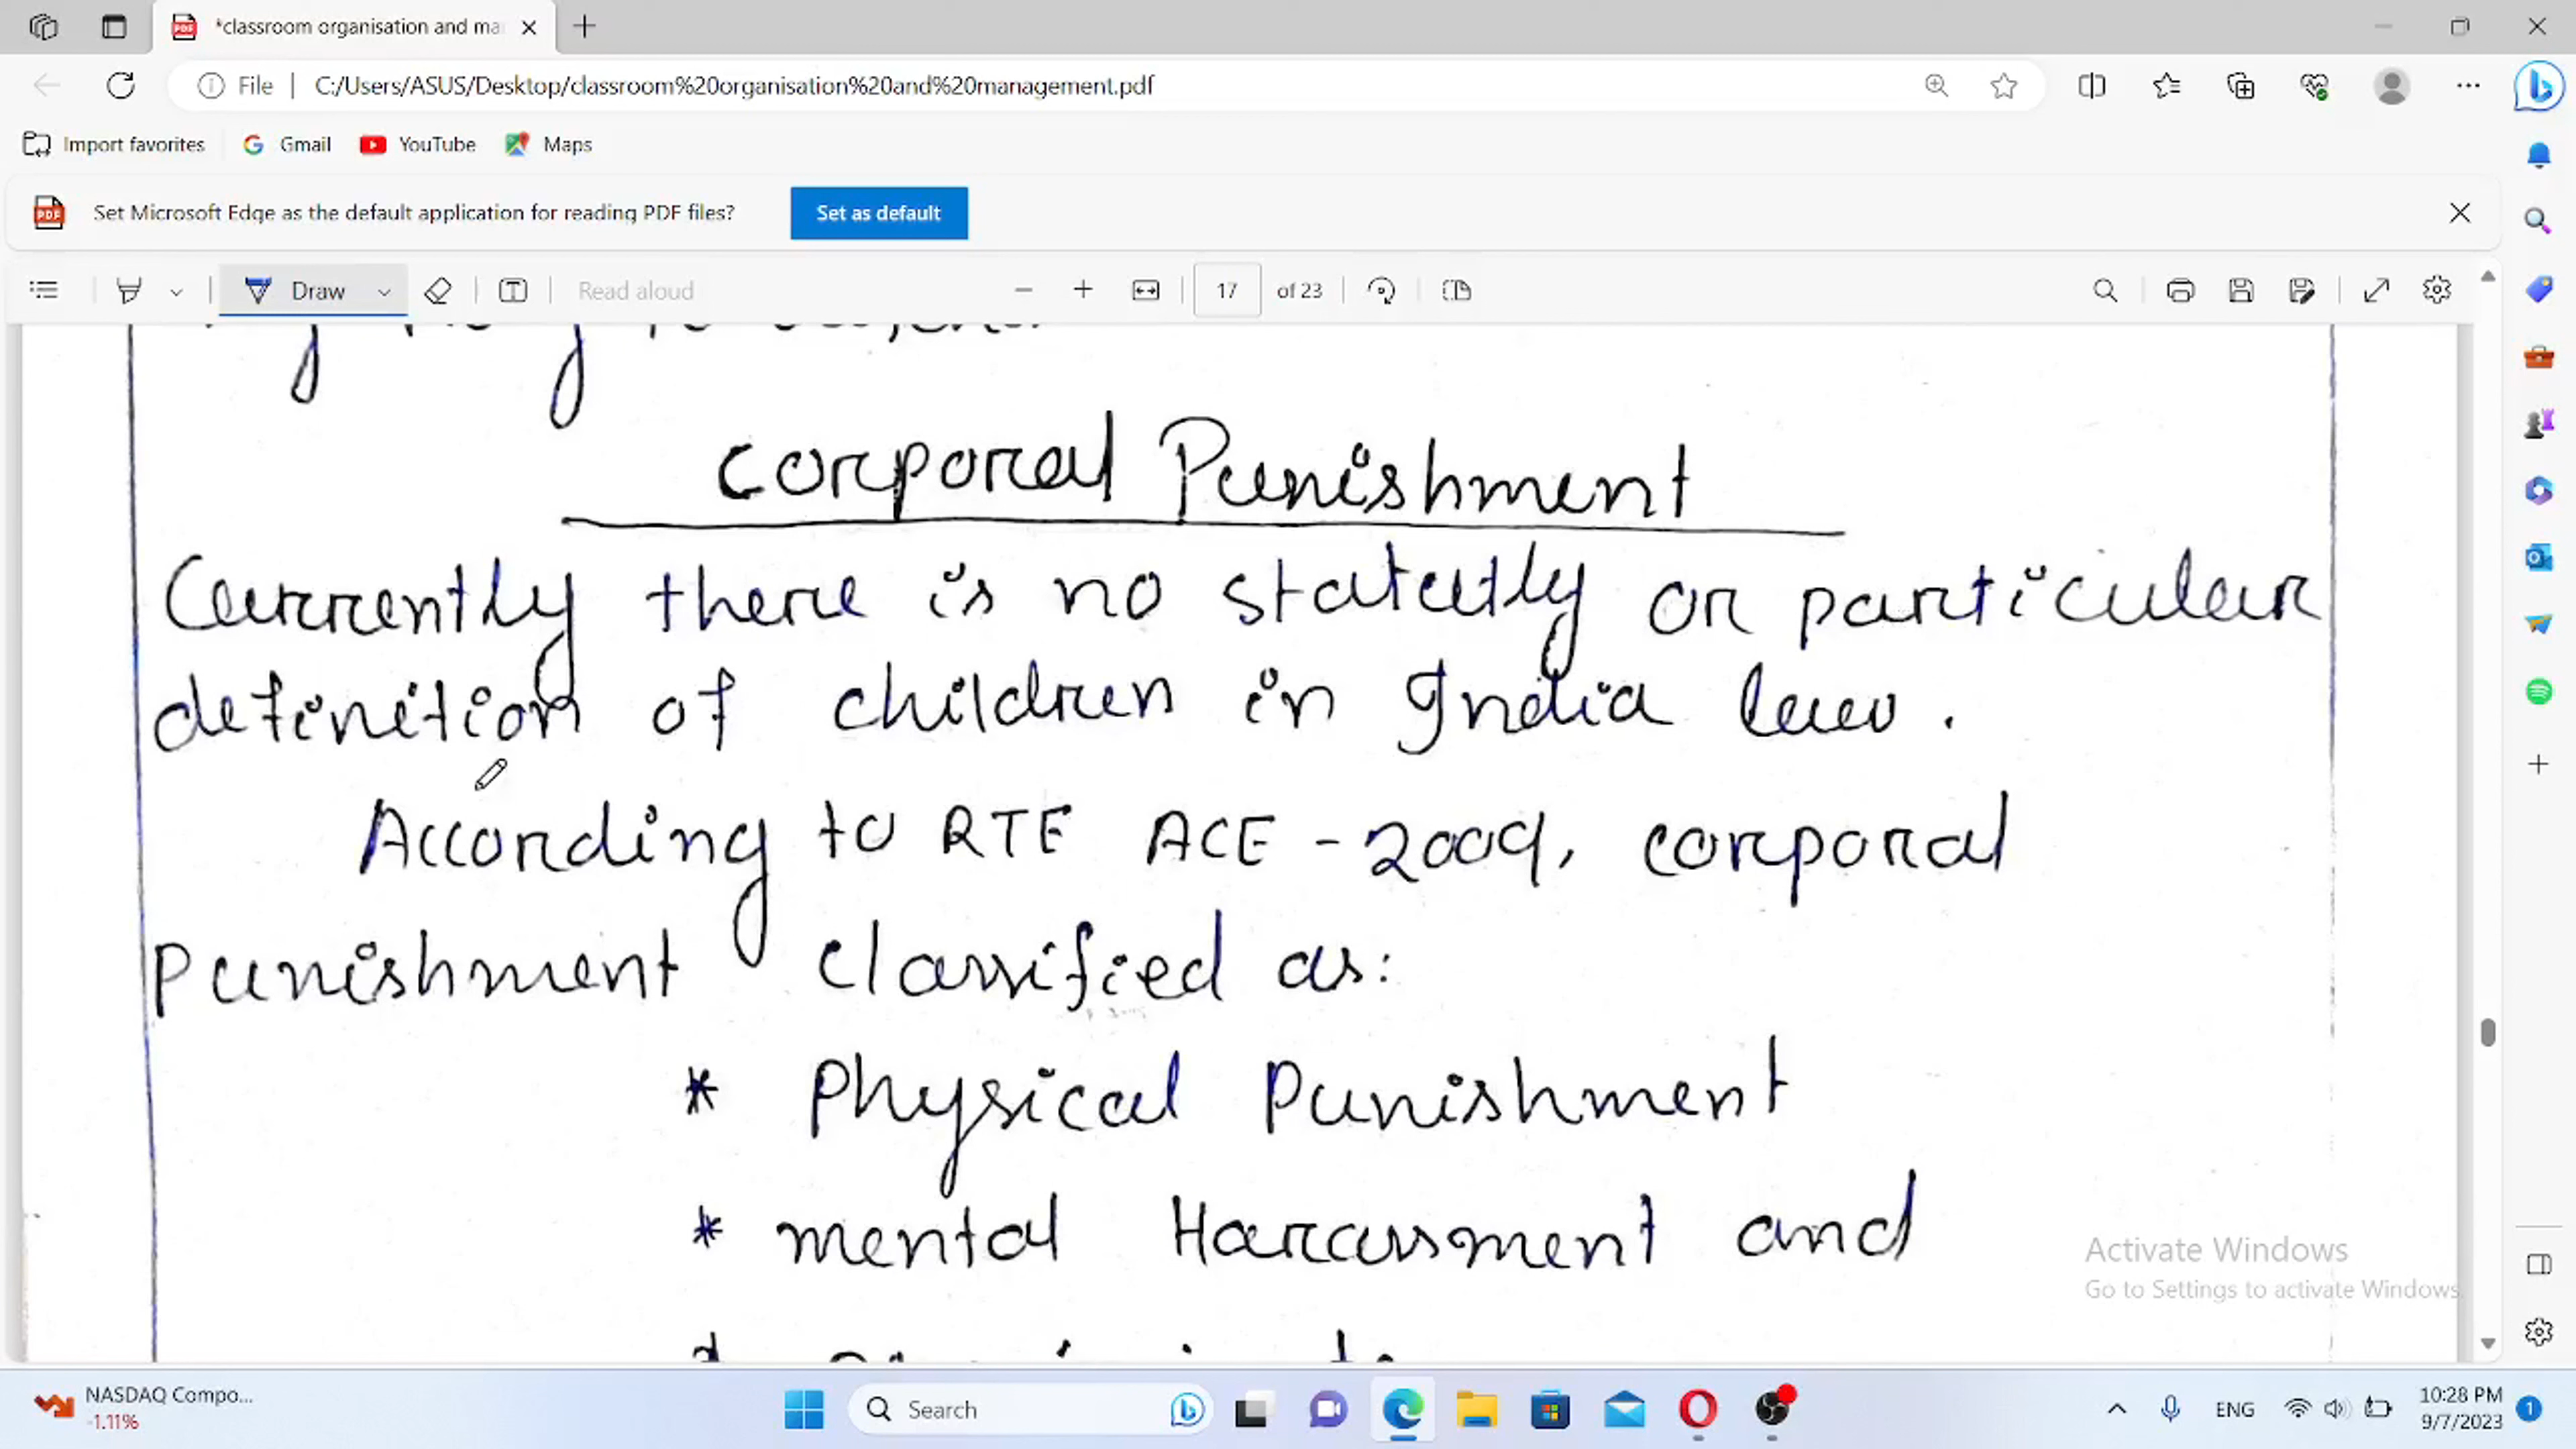 *classroom organisation and ma
File | C:/Users/ASUS/Desktop/classroom%20organisation%20and%20management.pdf
Import favorites Gmail YouTube Maps
Set Microsoft Edge as the default application for reading PDF files? Set as default
Draw Read aloud 17 of 23
Corporal Punishment
Currently there is no statutly or particular
definition of children in India law.
According to RTE ACE - 2009, corporal
Punishment Classified as:
* Physical Punishment
* mental Harassment and
Activate Windows
Go to Settings to activate Windows.
NASDAQ Compo...
-1.11%
Search
ENG
10:28 PM
9/7/2023
1